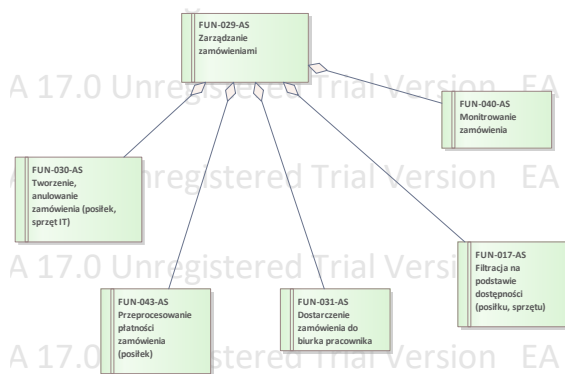 FUN-029-AS
Zarządzanie
zamówieniami
A 17.0 Unregistered Trial Version EA
FUN-040-AS
Monitrowanie
zamówienia
FUN-030-AS
Tworzenie,
anulowanie
zamówienia (posiłek,
sprzęt IT)
Unregistered Trial Version EA
FUN-017-AS
Filtracja na
podstawie
dostępności
(posiłku, sprzętu)
A 17.0 Unregistered Trial Versi
FUN-043-AS
Przeprocesowanie
płatności
zamówienia
(posiłek)
FUN-031-AS
Dostarczenie
zamówienia do
biurka pracownika
A 17.0 stered Trial Version EA